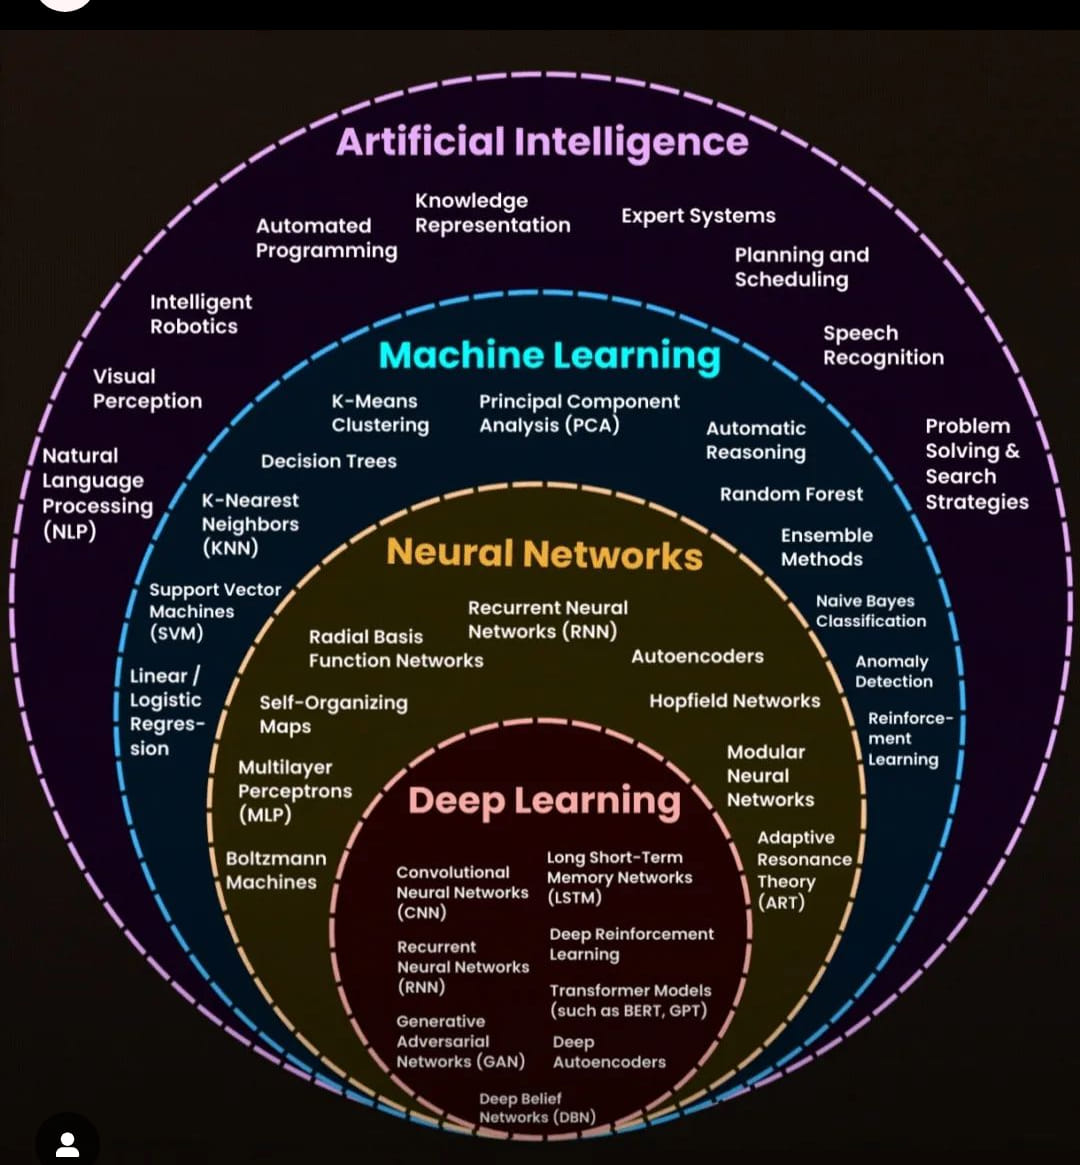 Artificial Intelligence
Knowledge
Representation
Expert Systems
Automated
Programming
Planning and
Scheduling
Intelligent
Robotics
Speech
Recognition
Visual
Perception
Problem
Solving &
Search
Strategies
Natural
Language
Processing
(NLP)
Machine Learning
K-Means
Clustering
Principal Component
Analysis (PCA)
Automatic
Reasoning
Decision Trees
Random Forest
K-Nearest
Neighbors
(KNN)
Ensemble
Methods
Support Vector
Machines
(SVM)
Naive Bayes
Classification
Linear /
Logistic
Regres-
sion
Anomaly
Detection
Reinforce-
ment
Learning
Neural Networks
Recurrent Neural
Networks (RNN)
Radial Basis
Function Networks
Autoencoders
Self-Organizing
Maps
Hopfield Networks
Multilayer
Perceptrons
(MLP)
Modular
Neural
Networks
Boltzmann
Machines
Adaptive
Resonance
Theory
(ART)
Deep Learning
Convolutional
Neural Networks
(CNN)
Long Short-Term
Memory Networks
(LSTM)
Recurrent
Neural Networks
(RNN)
Deep Reinforcement
Learning
Generative
Adversarial
Networks (GAN)
Transformer Models
(such as BERT, GPT)
Deep
Autoencoders
Deep Belief
Networks (DBN)